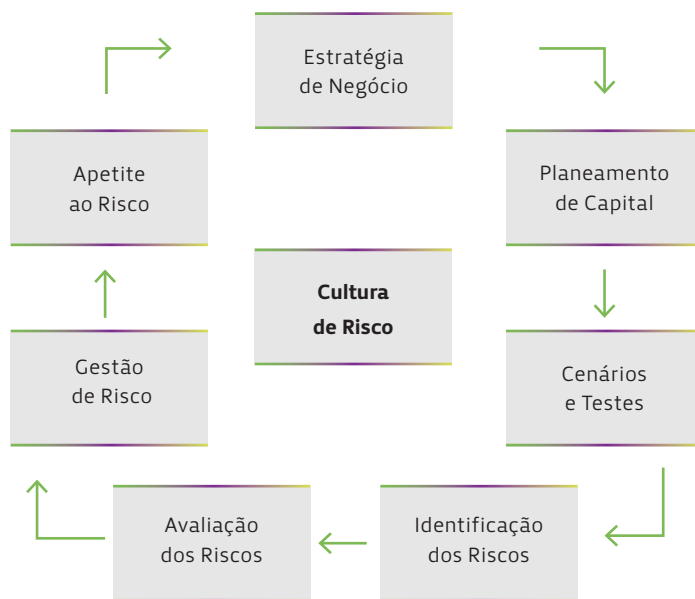 Estratégia
de Negócio
Apetite
ao Risco
Planeamento
de Capital
Cultura
de Risco
Gestão
de Risco
Cenários
e Testes
Avaliação
dos Riscos
Identificação
dos Riscos